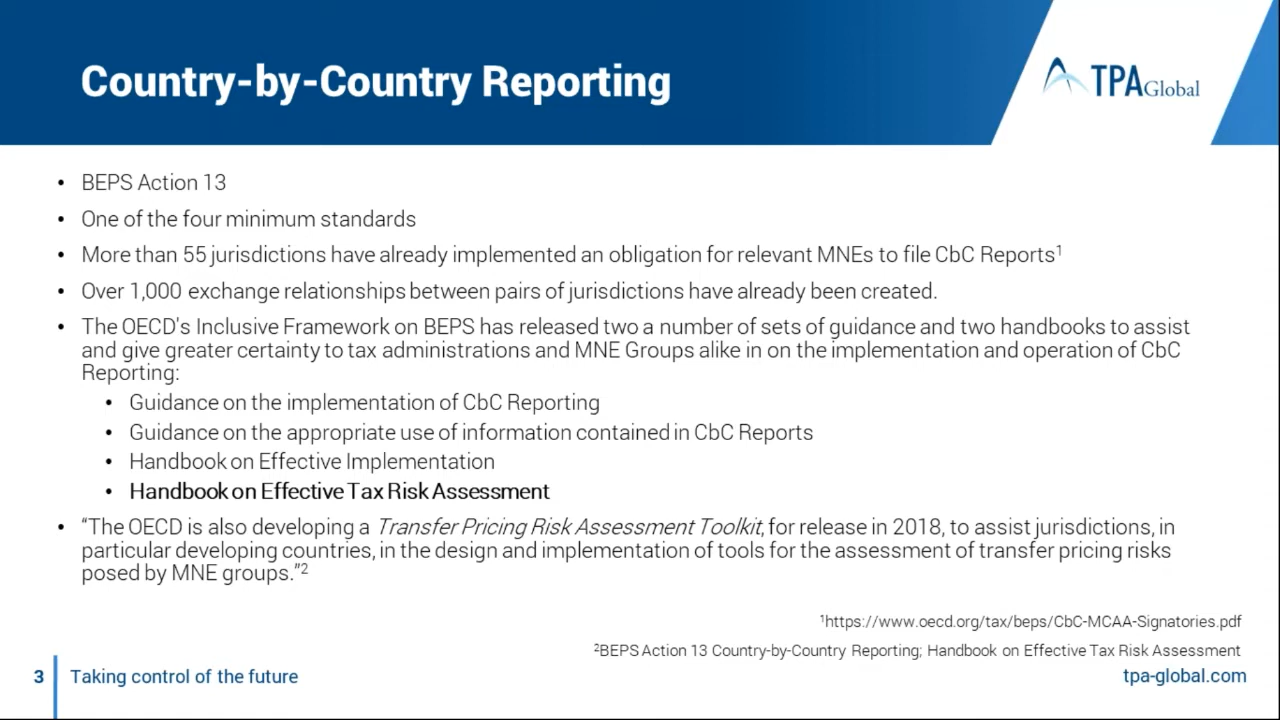 Country-by-Country Reporting
TPAGlobal
• BEPS Action 13
• One of the four minimum standards
• More than 55 jurisdictions have already implemented an obligation for relevant MNEs to file CbC Reports¹
• Over 1,000 exchange relationships between pairs of jurisdictions have already been created.
• The OECD's Inclusive Framework on BEPS has released two a number of sets of guidance and two handbooks to assist
and give greater certainty to tax administrations and MNE Groups alike in on the implementation and operation of CbC
Reporting:
• Guidance on the implementation of CbC Reporting
• Guidance on the appropriate use of information contained in CbC Reports
• Handbook on Effective Implementation
• Handbook on Effective Tax Risk Assessment
• “The OECD is also developing a Transfer Pricing Risk Assessment Toolkit, for release in 2018, to assist jurisdictions, in
particular developing countries, in the design and implementation of tools for the assessment of transfer pricing risks
posed by MNE groups.”²
¹https://www.oecd.org/tax/beps/CbC-MCAA-Signatories.pdf
²BEPS Action 13 Country-by-Country Reporting; Handbook on Effective Tax Risk Assessment
3 Taking control of the future
tpa-global.com